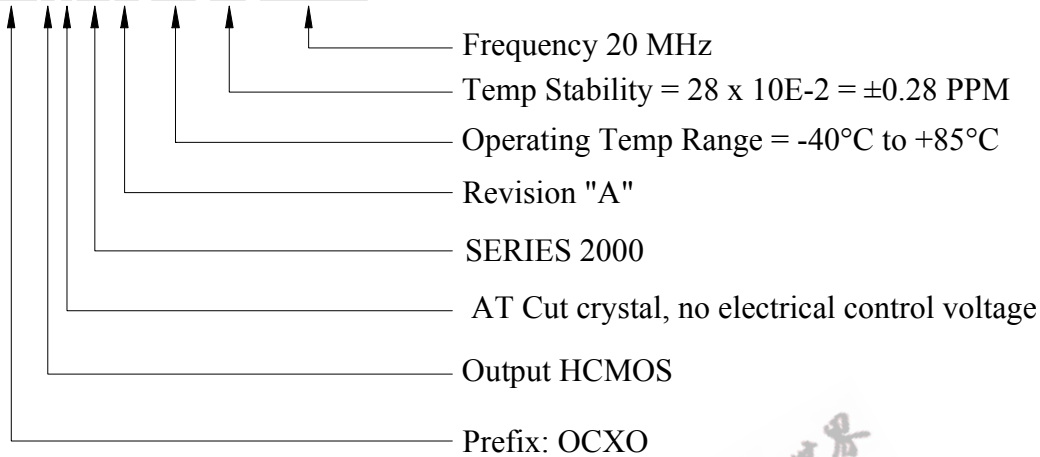 Frequency 20 MHz
Temp Stability = 28 x 10E-2 = ±0.28 PPM
Operating Temp Range = -40°C to +85°C
Revision "A"
SERIES 2000
AT Cut crystal, no electrical control voltage
Output HCMOS
Prefix: OCXO